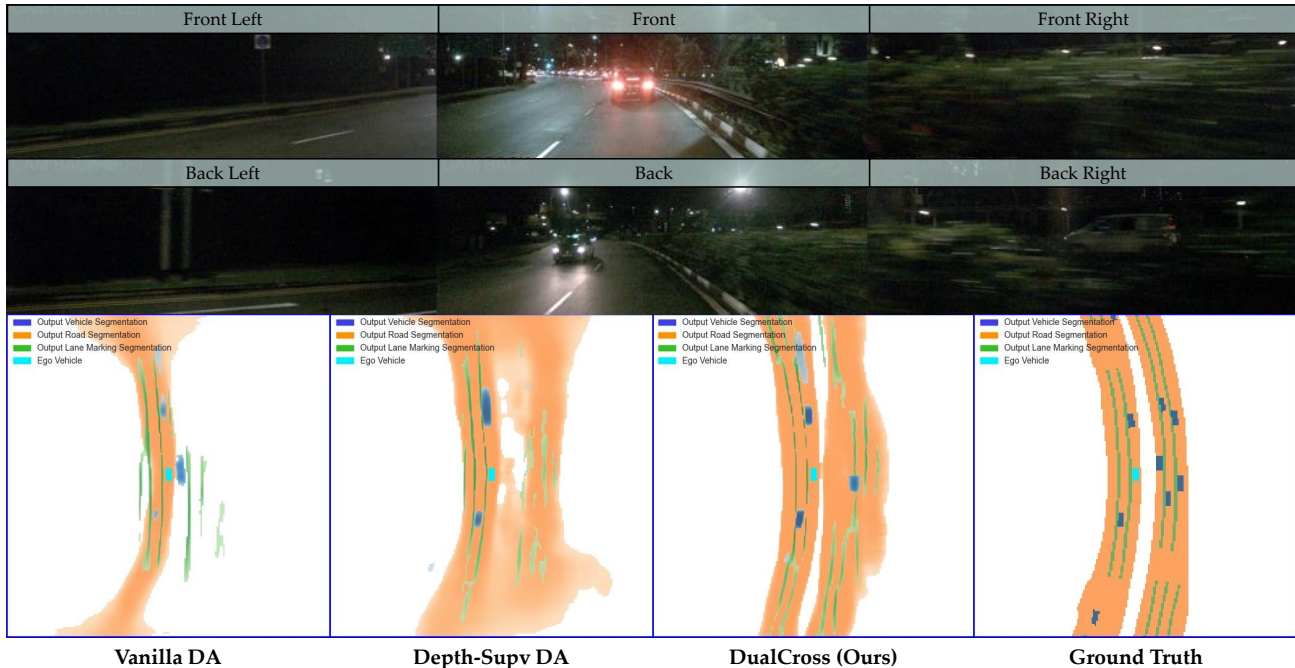 Front Left
Front
Front Right
Back Left
Back
Back Right
Output Vehicle Segmentation
Output Road Segmentation
Output Lane Marking Segmentation
Ego Vehicle
Output Vehicle Segmentation
Output Road Segmentation
Output Lane Marking Segmentation
Ego Vehicle
Output Vehicle Segmentation
Output Road Segmentation
Output Lane Marking Segmentation
Ego Vehicle
Output Vehicle Segmentation
Output Road Segmentation
Output Lane Marking Segmentation
Ego Vehicle
Vanilla DA
Depth-Supv DA
DualCross (Ours)
Ground Truth